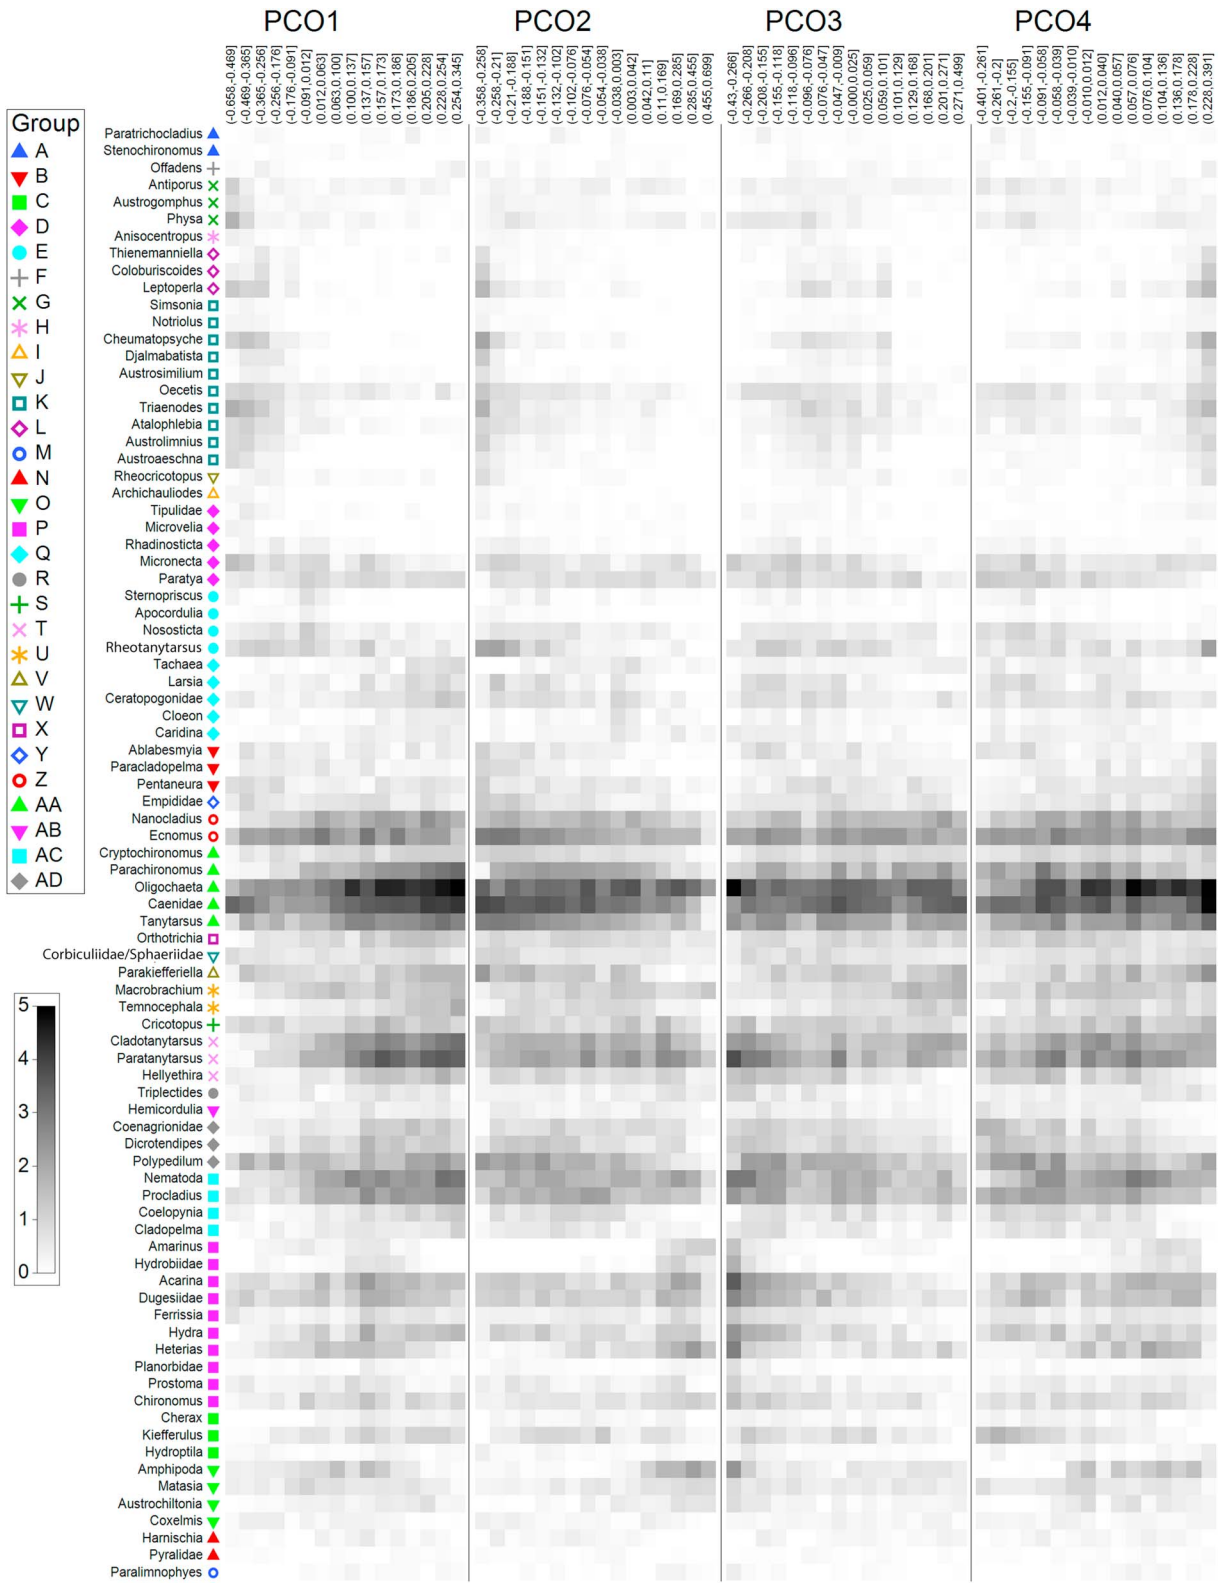 PCO1 PCO2 PCO3 PCO4
(-0.658,-0.469]
(-0.469,-0.365]
(-0.365,-0.256]
(-0.256,-0.176]
(-0.176,-0.091]
(-0.091,0.012]
(0.012,0.063]
(0.063,0.100]
(0.100,0.137]
(0.137,0.157]
(0.157,0.173]
(0.173,0.186]
(0.186,0.205]
(0.205,0.228]
(0.228,0.254]
(0.254,0.345]
(-0.358,-0.258]
(-0.258,-0.21]
(-0.21,-0.188]
(-0.188,-0.151]
(-0.151,-0.132]
(-0.132,-0.102]
(-0.102,-0.076]
(-0.076,-0.054]
(-0.054,-0.038]
(-0.038,0.003]
(0.003,0.042]
(0.042,0.11]
(0.11,0.169]
(0.169,0.285]
(0.285,0.455]
(0.455,0.699]
(-0.43,-0.266]
(-0.266,-0.208]
(-0.208,-0.155]
(-0.155,-0.118]
(-0.118,-0.096]
(-0.096,-0.076]
(-0.076,-0.047]
(-0.047,-0.009]
(-0.000,0.025]
(0.025,0.059]
(0.059,0.101]
(0.101,0.129]
(0.129,0.168]
(0.168,0.201]
(0.201,0.271]
(0.271,0.499]
(-0.401,-0.261]
(-0.261,-0.2]
(-0.2,-0.155]
(-0.155,-0.091]
(-0.091,-0.058]
(-0.058,-0.039]
(-0.039,-0.010]
(-0.010,0.012]
(0.012,0.040]
(0.040,0.057]
(0.057,0.076]
(0.076,0.104]
(0.104,0.136]
(0.136,0.178]
(0.178,0.228]
(0.228,0.391]
Group
A
B
C
D
E
F
G
H
I
J
K
L
M
N
O
P
Q
R
S
T
U
V
W
X
Y
Z
AA
AB
AC
AD
Paratrichocladius
Stenochironomus
Offadens
Antiporus
Austrogomphus
Physa
Anisocentropus
Thienemanniella
Coloburiscoides
Leptoperla
Simsonia
Notriolus
Cheumatopsyche
Djalmabatista
Austrosimilium
Oecetis
Triaenodes
Atalophlebia
Austrolimnius
Austroaeschna
Rheocricotopus
Archichauliodes
Tipulidae
Microvelia
Rhadinosticta
Micronecta
Paratya
Sternopriscus
Apocordulia
Nososticta
Rheotanytarsus
Tachaea
Larsia
Ceratopogonidae
Cloeon
Caridina
Ablabesmyia
Paracladopelma
Pentaneura
Empididae
Nanocladius
Ecnomus
Cryptochironomus
Parachironomus
Oligochaeta
Caenidae
Tanytarsus
Orthotrichia
Corbiculiidae/Sphaeriidae
Parakiefferiella
Macrobrachium
Temnocephala
Cricotopus
Cladotanytarsus
Paratanytarsus
Hellyethira
Triplectides
Hemicordulia
Coenagrionidae
Dicrotendipes
Polypedilum
Nematoda
Procladius
Coelopynia
Cladopelma
Amarinus
Hydrobiidae
Acarina
Dugesiidae
Ferrissia
Hydra
Heterias
Planorbidae
Prostoma
Chironomus
Cherax
Kiefferulus
Hydroptila
Amphipoda
Matasia
Austrochiltonia
Coxelmis
Harnischia
Pyralidae
Paralimnophyes
5
4
3
2
1
0